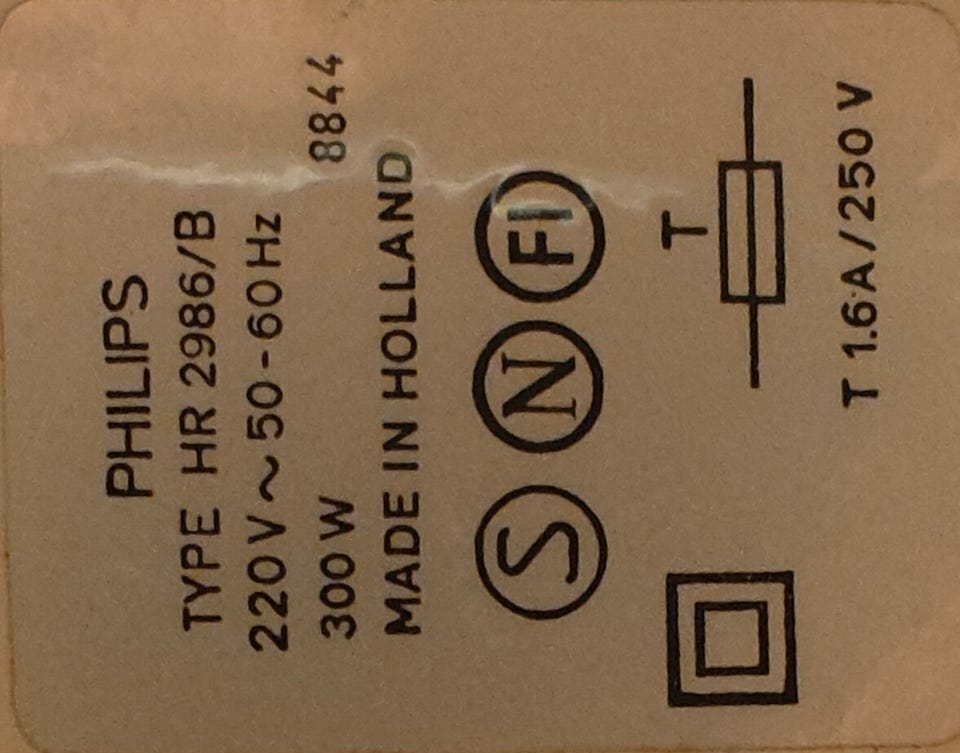 PHILIPS
TYPE HR 2986/B
220V ~ 50-60Hz
300W 8844
MADE IN HOLLAND
S N FI
T
T 1.6A/250V